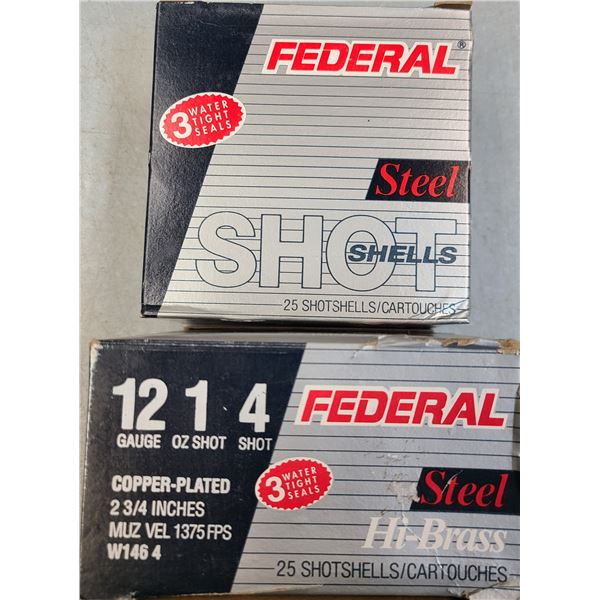 FEDERAL®
3 WATER
TIGHT
SEALS
Steel
SHOT
SHELLS
25 SHOTSHELLS/CARTOUCHES
12 1 4
GAUGE OZ SHOT SHOT
FEDERAL
COPPER-PLATED
2 3/4 INCHES
MUZ VEL 1375 FPS
W146 4
3 WATER
TIGHT
SEALS
Steel
Hi-Brass
25 SHOTSHELLS/CARTOUCHES